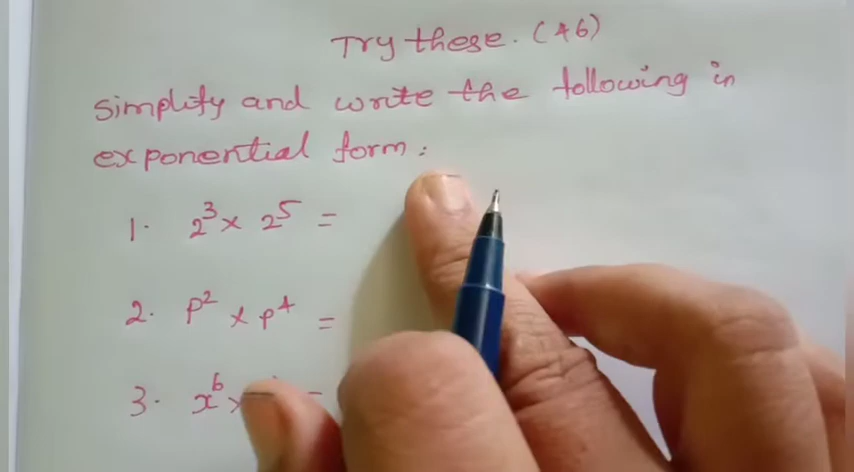 Try these. (46)
Simplify and write the following in
exponential form:
1. 2³ × 2⁵ =
2. p² × p⁴ =
3. x⁶ × =